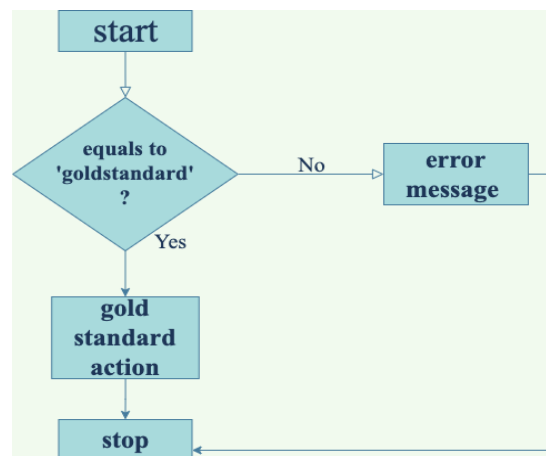 start
equals to
'goldstandard'
?
No
error
message
Yes
gold
standard
action
stop